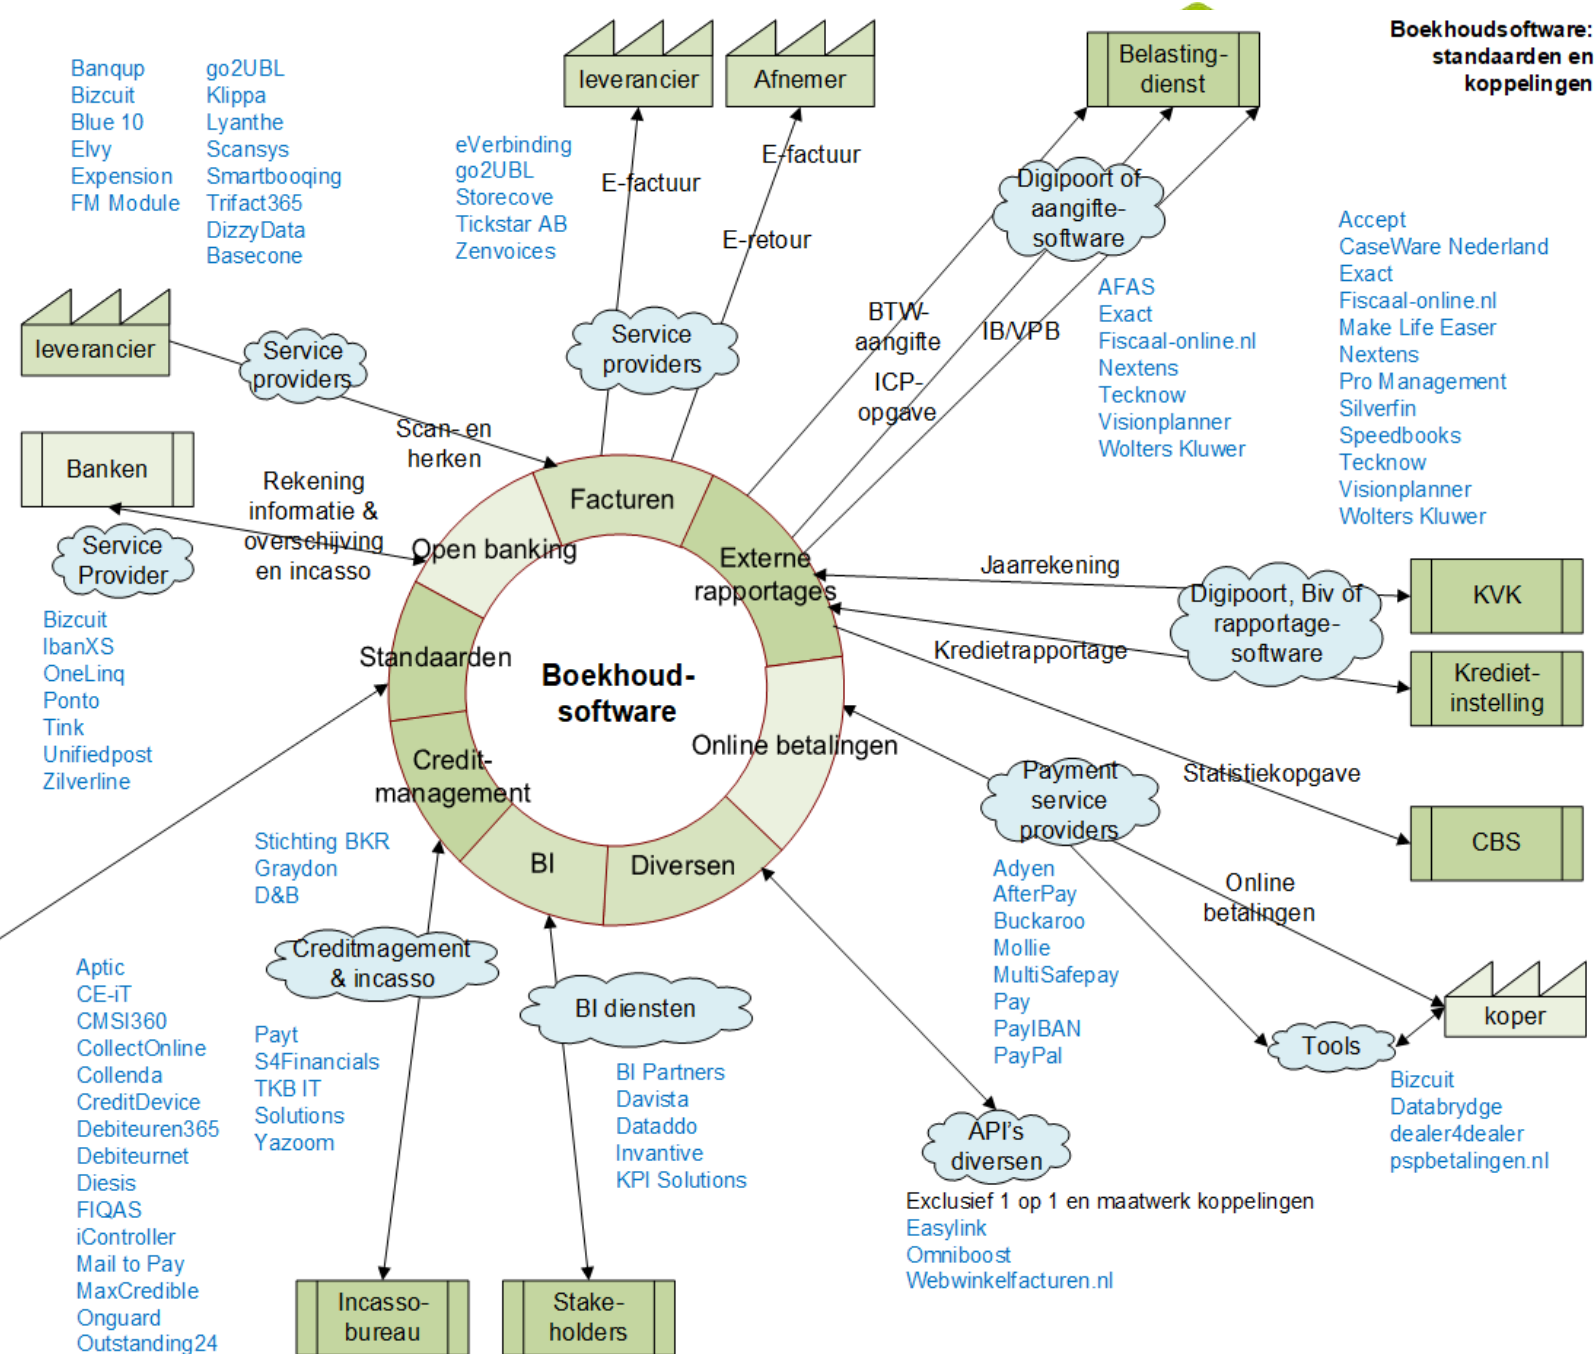 Boekhoudsoftware:
standaarden en
koppelingen
Banqup
Bizcuit
Blue 10
Elvy
Expension
FM Module
go2UBL
Klippa
Lyanthe
Scansys
Smartbooqing
Trifact365
DizzyData
Basecone
leverancier
Afnemer
Belasting-
dienst
eVerbinding
go2UBL
Storecove
Tickstar AB
Zenvoices
E-factuur
E-factuur
E-retour
Digipoort of
aangifte-
software
Accept
CaseWare Nederland
Exact
Fiscaal-online.nl
Make Life Easer
Nextens
Pro Management
Silverfin
Speedbooks
Tecknow
Visionplanner
Wolters Kluwer
AFAS
Exact
Fiscaal-online.nl
Nextens
Tecknow
Visionplanner
Wolters Kluwer
BTW-
aangifte
IB/VPB
ICP-
opgave
leverancier
Service
providers
Service
providers
Scan- en
herken
Banken
Rekening
informatie &
overschijving
en incasso
Service
Provider
Bizcuit
IbanXS
OneLinq
Ponto
Tink
Unifiedpost
Zilverline
Facturen
Open banking
Externe
rapportages
Standaarden
Boekhoud-
software
Credit-
management
Online betalingen
BI
Diversen
Jaarrekening
Digipoort, Biv of
rapportage-
software
KVK
Kredietrapportage
Krediet-
instelling
Statistiekopgave
CBS
Payment
service
providers
Adyen
AfterPay
Buckaroo
Mollie
MultiSafepay
Pay
PayIBAN
PayPal
Online
betalingen
koper
Tools
Bizcuit
Databrydge
dealer4dealer
pspbetalingen.nl
Stichting BKR
Graydon
D&B
Creditmagement
& incasso
Aptic
CE-iT
CMSI360
CollectOnline
Collenda
CreditDevice
Debiteuren365
Debiteurnet
Diesis
FIQAS
iController
Mail to Pay
MaxCredible
Onguard
Outstanding24
Payt
S4Financials
TKB IT
Solutions
Yazoom
BI diensten
BI Partners
Davista
Dataddo
Invantive
KPI Solutions
API's
diversen
Exclusief 1 op 1 en maatwerk koppelingen
Easylink
Omniboost
Webwinkelfacturen.nl
Incasso-
bureau
Stake-
holders